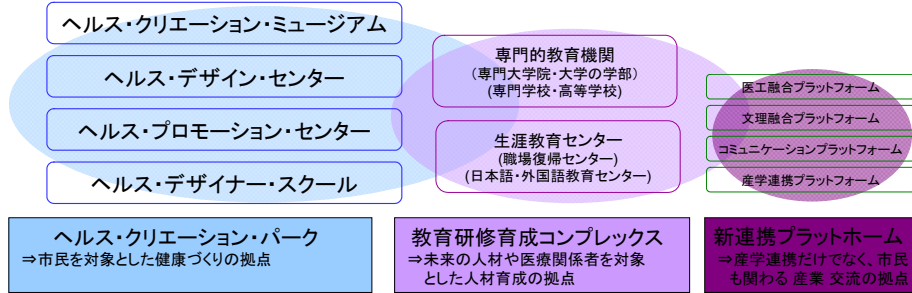 ヘルス・クリエーション・ミュージアム
ヘルス・デザイン・センター
ヘルス・プロモーション・センター
ヘルス・デザイナー・スクール
専門的教育機関
（専門大学院・大学の学部）
(専門学校・高等学校)
生涯教育センター
(職場復帰センター)
(日本語・外国語教育センター)
医工融合プラットフォーム
文理融合プラットフォーム
コミュニケーションプラットフォーム
産学連携プラットフォーム
ヘルス・クリエーション・パーク
⇒市民を対象とした健康づくりの拠点
教育研修育成コンプレックス
⇒未来の人材や医療関係者を対象
とした人材育成の拠点
新連携プラットホーム
⇒産学連携だけでなく、市民
も関わる 産業 交流の拠点